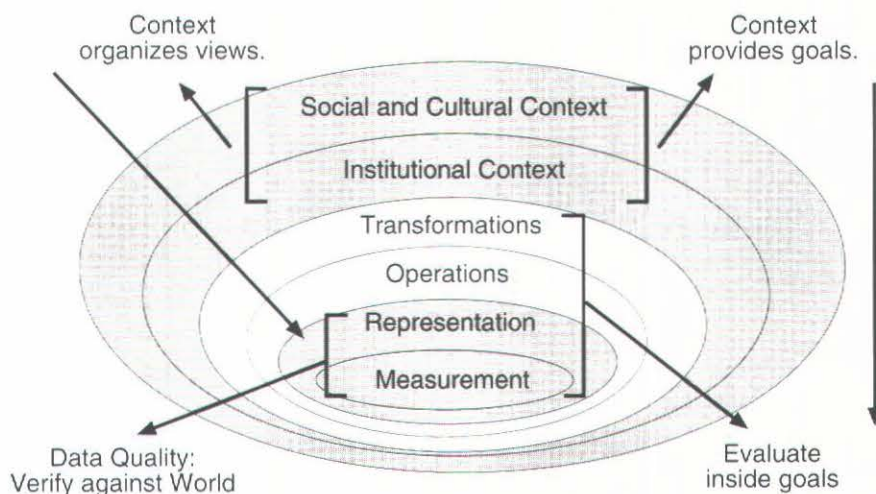 Context
organizes views.
Context
provides goals.
Social and Cultural Context
Institutional Context
Transformations
Operations
Representation
Measurement
Data Quality:
Verify against World
Evaluate
inside goals